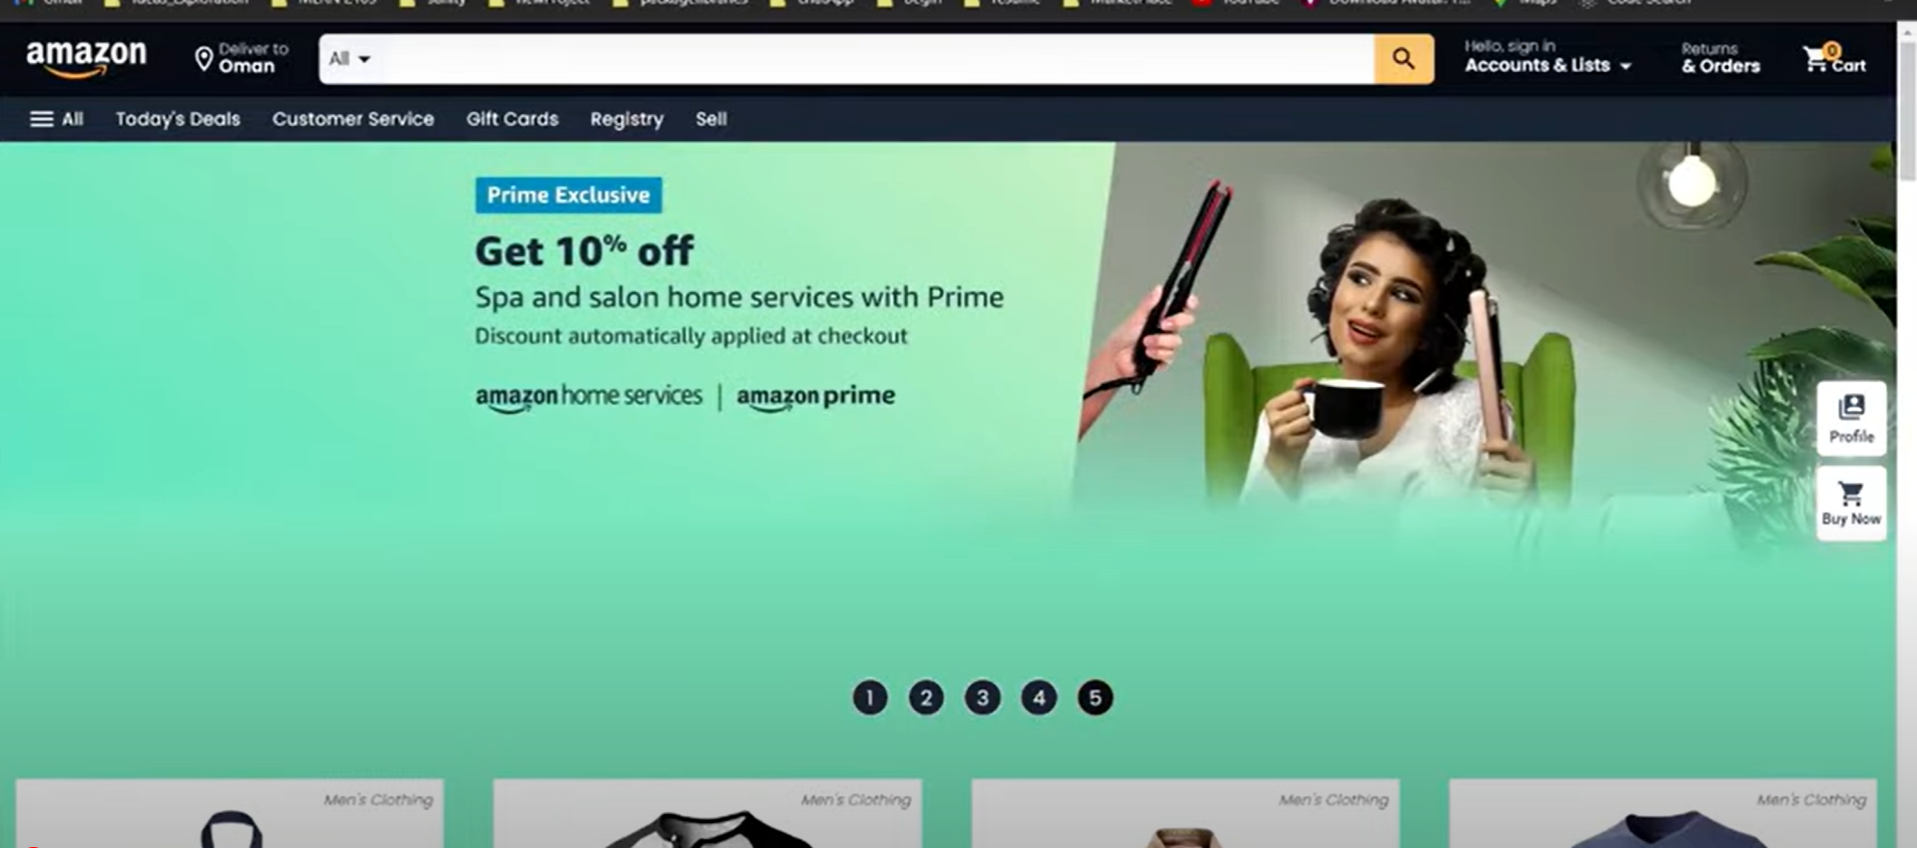 amazon
Deliver to
Oman
All
Hello, sign in
Accounts & Lists
Returns
& Orders
0
Cart
All Today's Deals Customer Service Gift Cards Registry Sell
Prime Exclusive
Get 10% off
Spa and salon home services with Prime
Discount automatically applied at checkout
amazon home services | amazon prime
Profile
Buy Now
1 2 3 4 5
Men's Clothing Men's Clothing Men's Clothing Men's Clothing